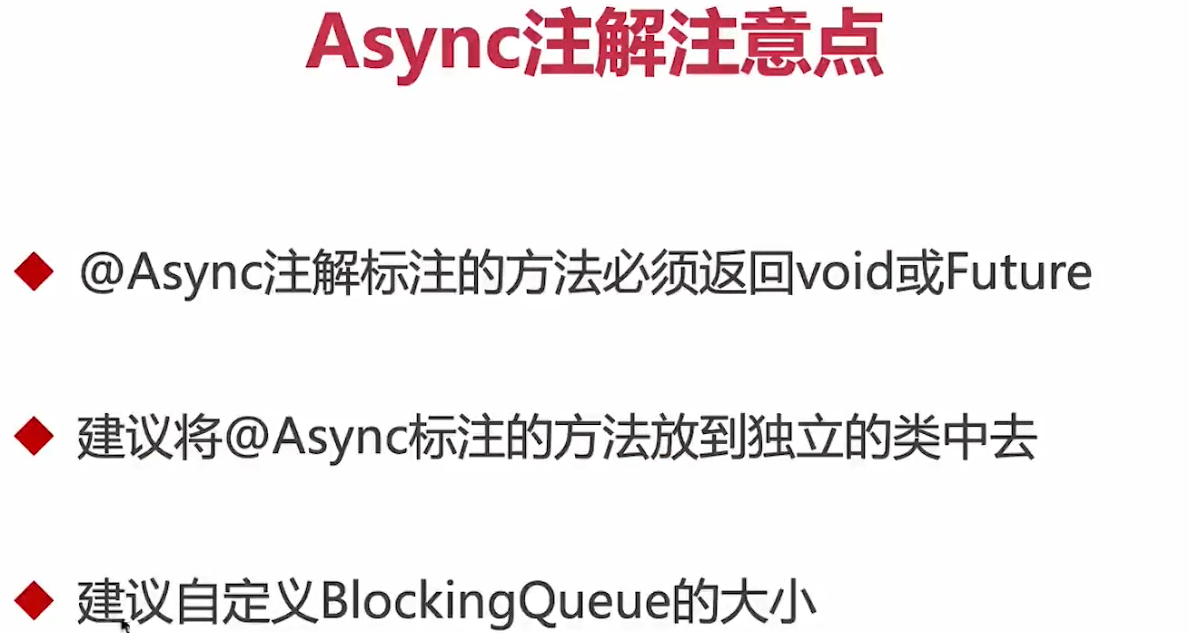 Async注解注意点
@Async注解标注的方法必须返回void或Future
建议将@Async标注的方法放到独立的类中去
建议自定义BlockingQueue的大小